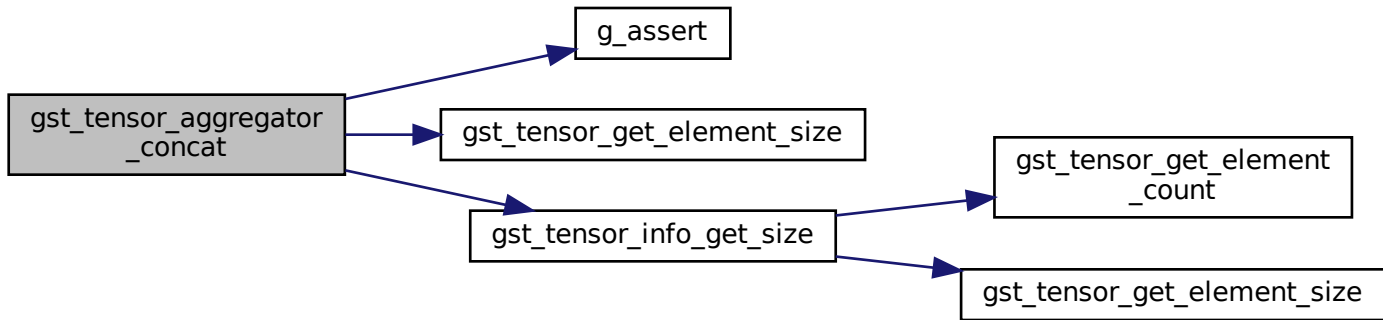 g_assert
gst_tensor_aggregator
_concat
gst_tensor_get_element_size
gst_tensor_get_element
_count
gst_tensor_info_get_size
gst_tensor_get_element_size